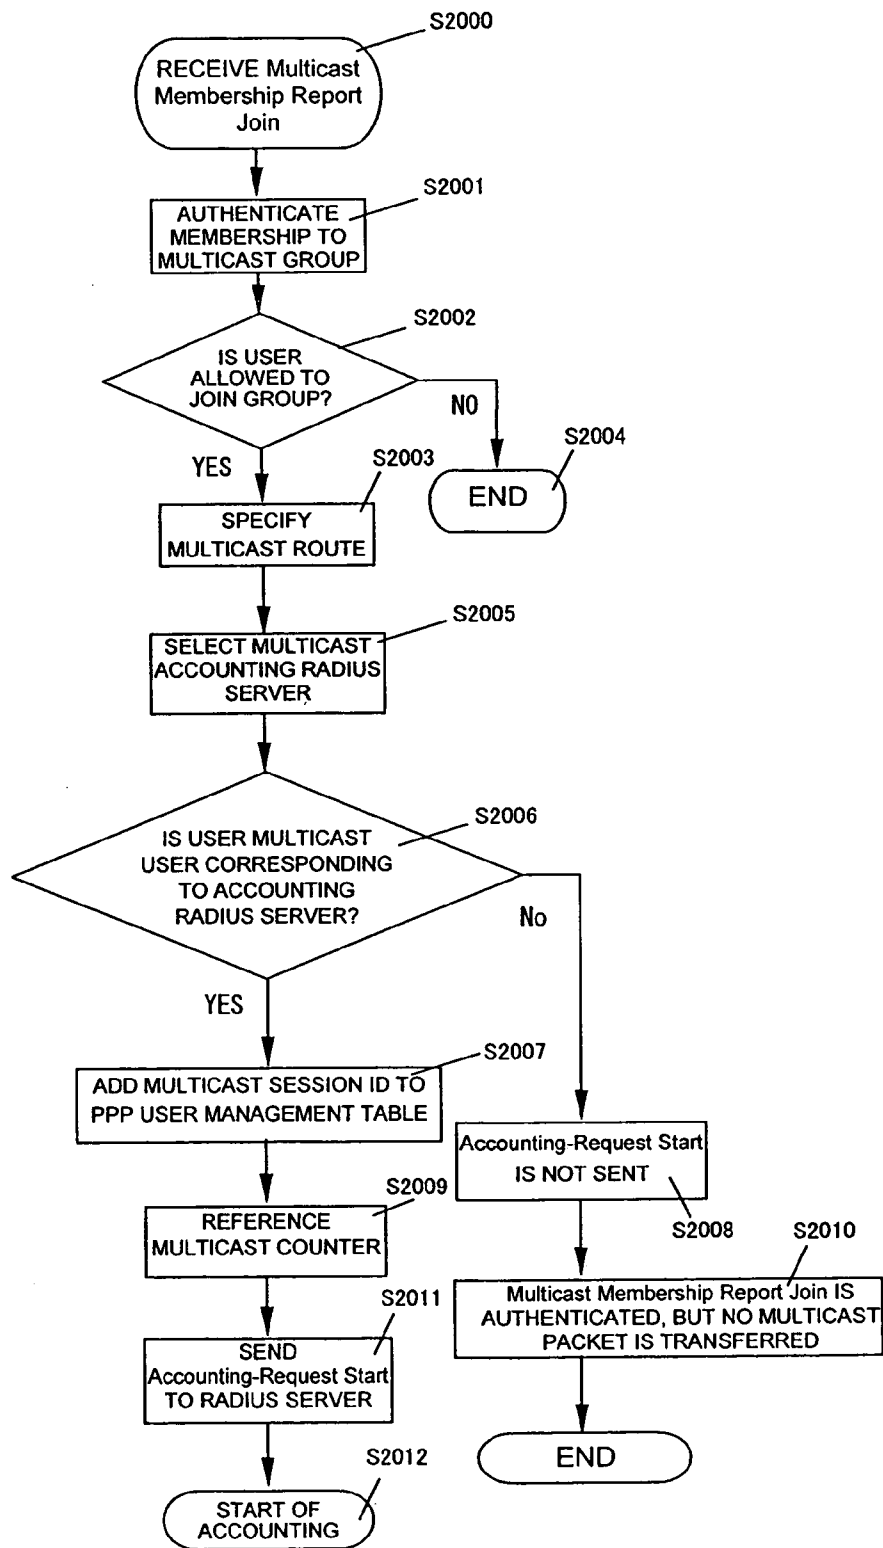 S2000
RECEIVE Multicast
Membership Report
Join
S2001
AUTHENTICATE
MEMBERSHIP TO
MULTICAST GROUP
S2002
IS USER
ALLOWED TO
JOIN GROUP?
NO
S2004
END
YES
S2003
SPECIFY
MULTICAST ROUTE
S2005
SELECT MULTICAST
ACCOUNTING RADIUS
SERVER
S2006
IS USER MULTICAST
USER CORRESPONDING
TO ACCOUNTING
RADIUS SERVER?
No
YES
S2007
ADD MULTICAST SESSION ID TO
PPP USER MANAGEMENT TABLE
Accounting-Request Start
IS NOT SENT
S2008
S2009
REFERENCE
MULTICAST COUNTER
S2010
Multicast Membership Report Join IS
AUTHENTICATED, BUT NO MULTICAST
PACKET IS TRANSFERRED
S2011
SEND
Accounting-Request Start
TO RADIUS SERVER
END
S2012
START OF
ACCOUNTING